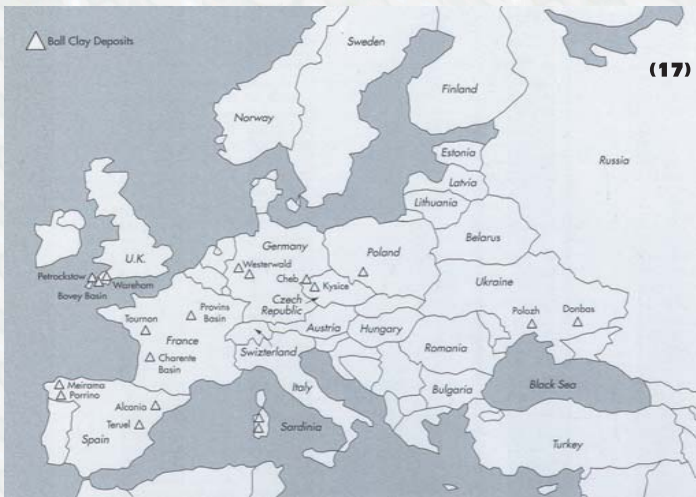 Ball Clay Deposits
(17)
Sweden
Finland
Norway
Russia
Estonia
Latvia
Lithuania
Belarus
U.K.
Germany
Poland
Westerwald
Petrockstow
Wareham
Bovey Basin
Cheb
Kysice
Czech
Republic
Ukraine
Provins
Basin
Tournon
Polozh
Donbas
France
Austria
Hungary
Swizterland
Romania
Charente
Basin
Italy
Meirama
Porrino
Bulgaria
Black Sea
Alcania
Teruel
Sardinia
Spain
Turkey